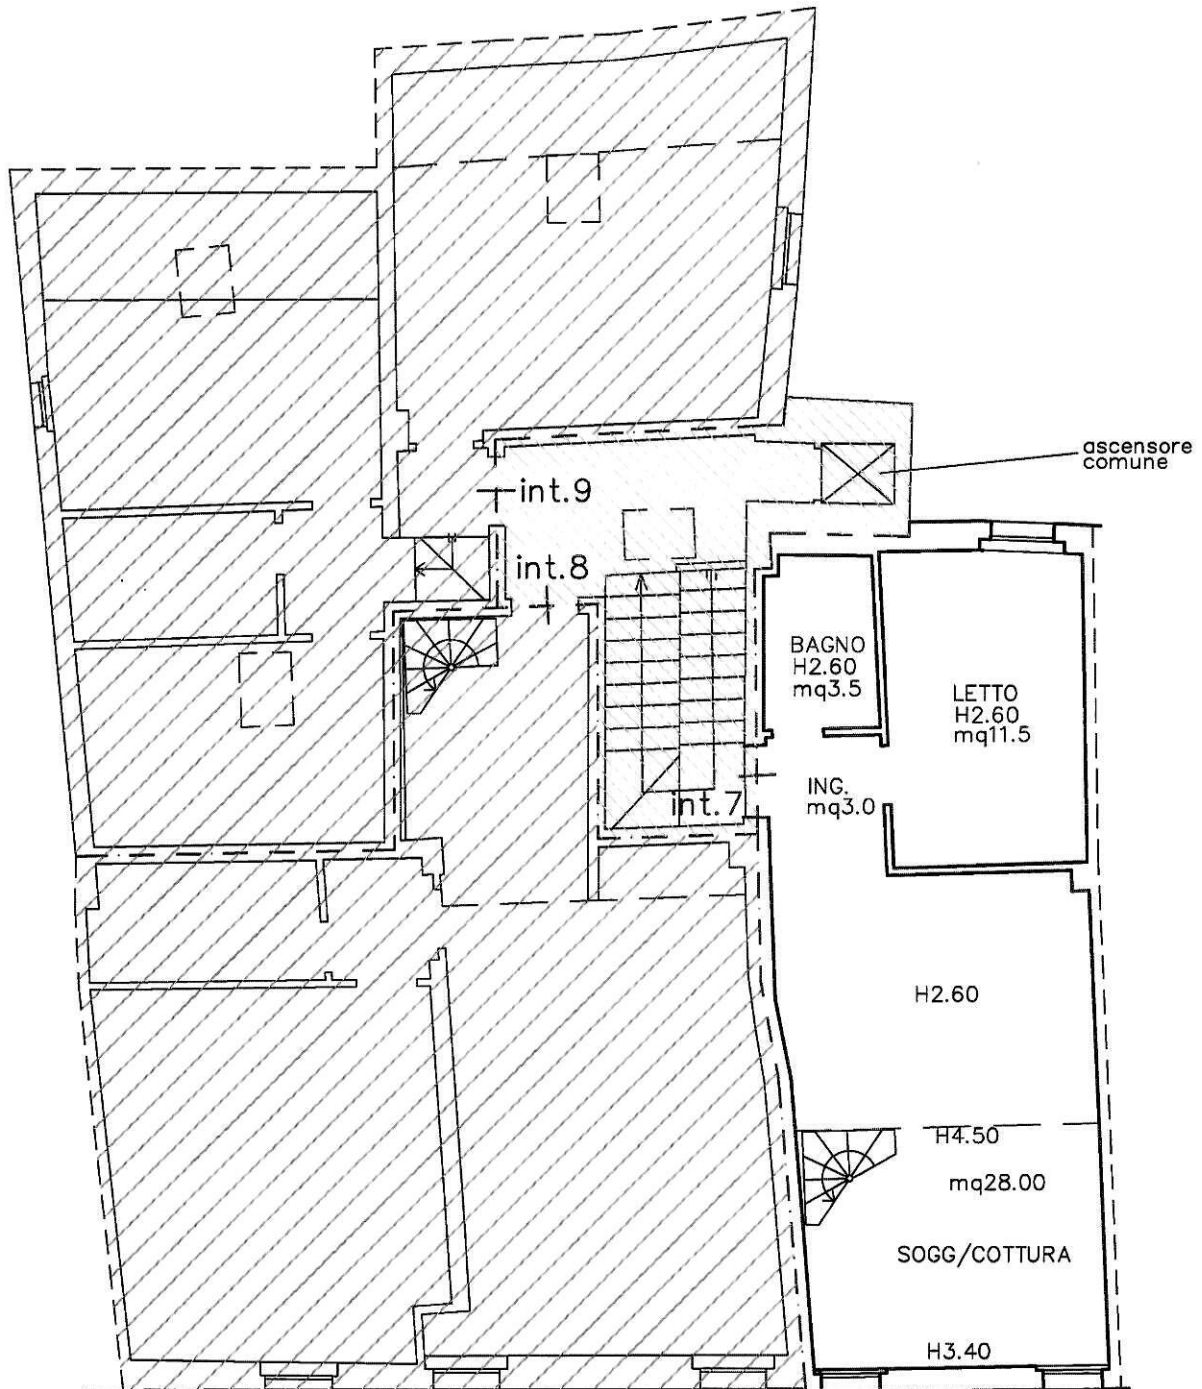 ascensore
comune
int.9
int.8
BAGNO
H2.60
mq3.5
LETTO
H2.60
mq11.5
ING.
mq3.0
int.7
H2.60
H4.50
mq28.00
SOGG/COTTURA
H3.40